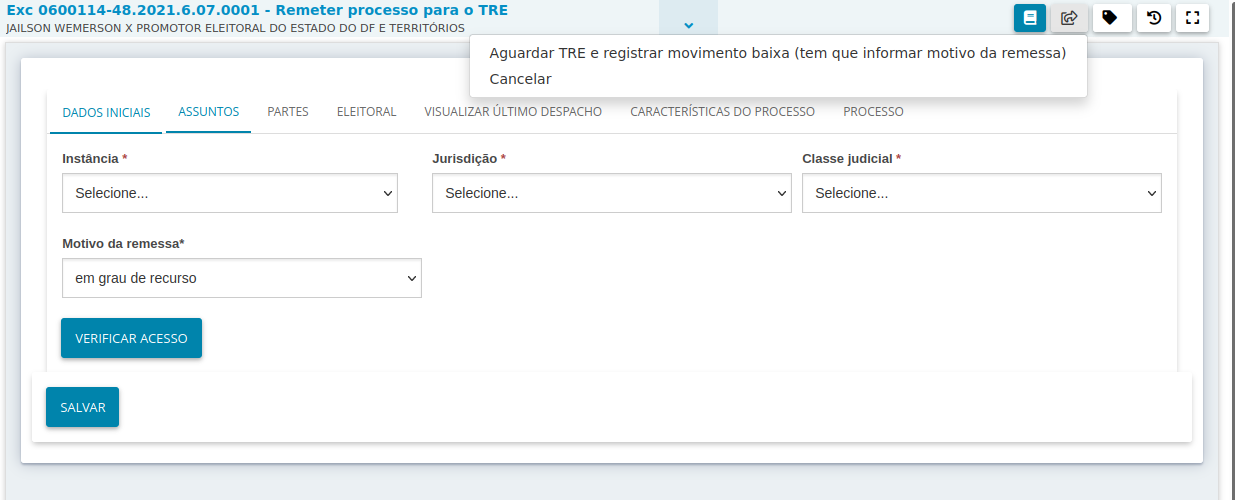 Exc 0600114-48.2021.6.07.0001 - Remeter processo para o TRE
JAILSON WEMERSON X PROMOTOR ELEITORAL DO ESTADO DO DF E TERRITÓRIOS
Aguardar TRE e registrar movimento baixa (tem que informar motivo da remessa)
Cancelar
DADOS INICIAIS ASSUNTOS PARTES ELEITORAL VISUALIZAR ÚLTIMO DESPACHO CARACTERÍSTICAS DO PROCESSO PROCESSO
Instância * Jurisdição * Classe judicial *
Selecione... Selecione... Selecione...
Motivo da remessa*
em grau de recurso
VERIFICAR ACESSO
SALVAR